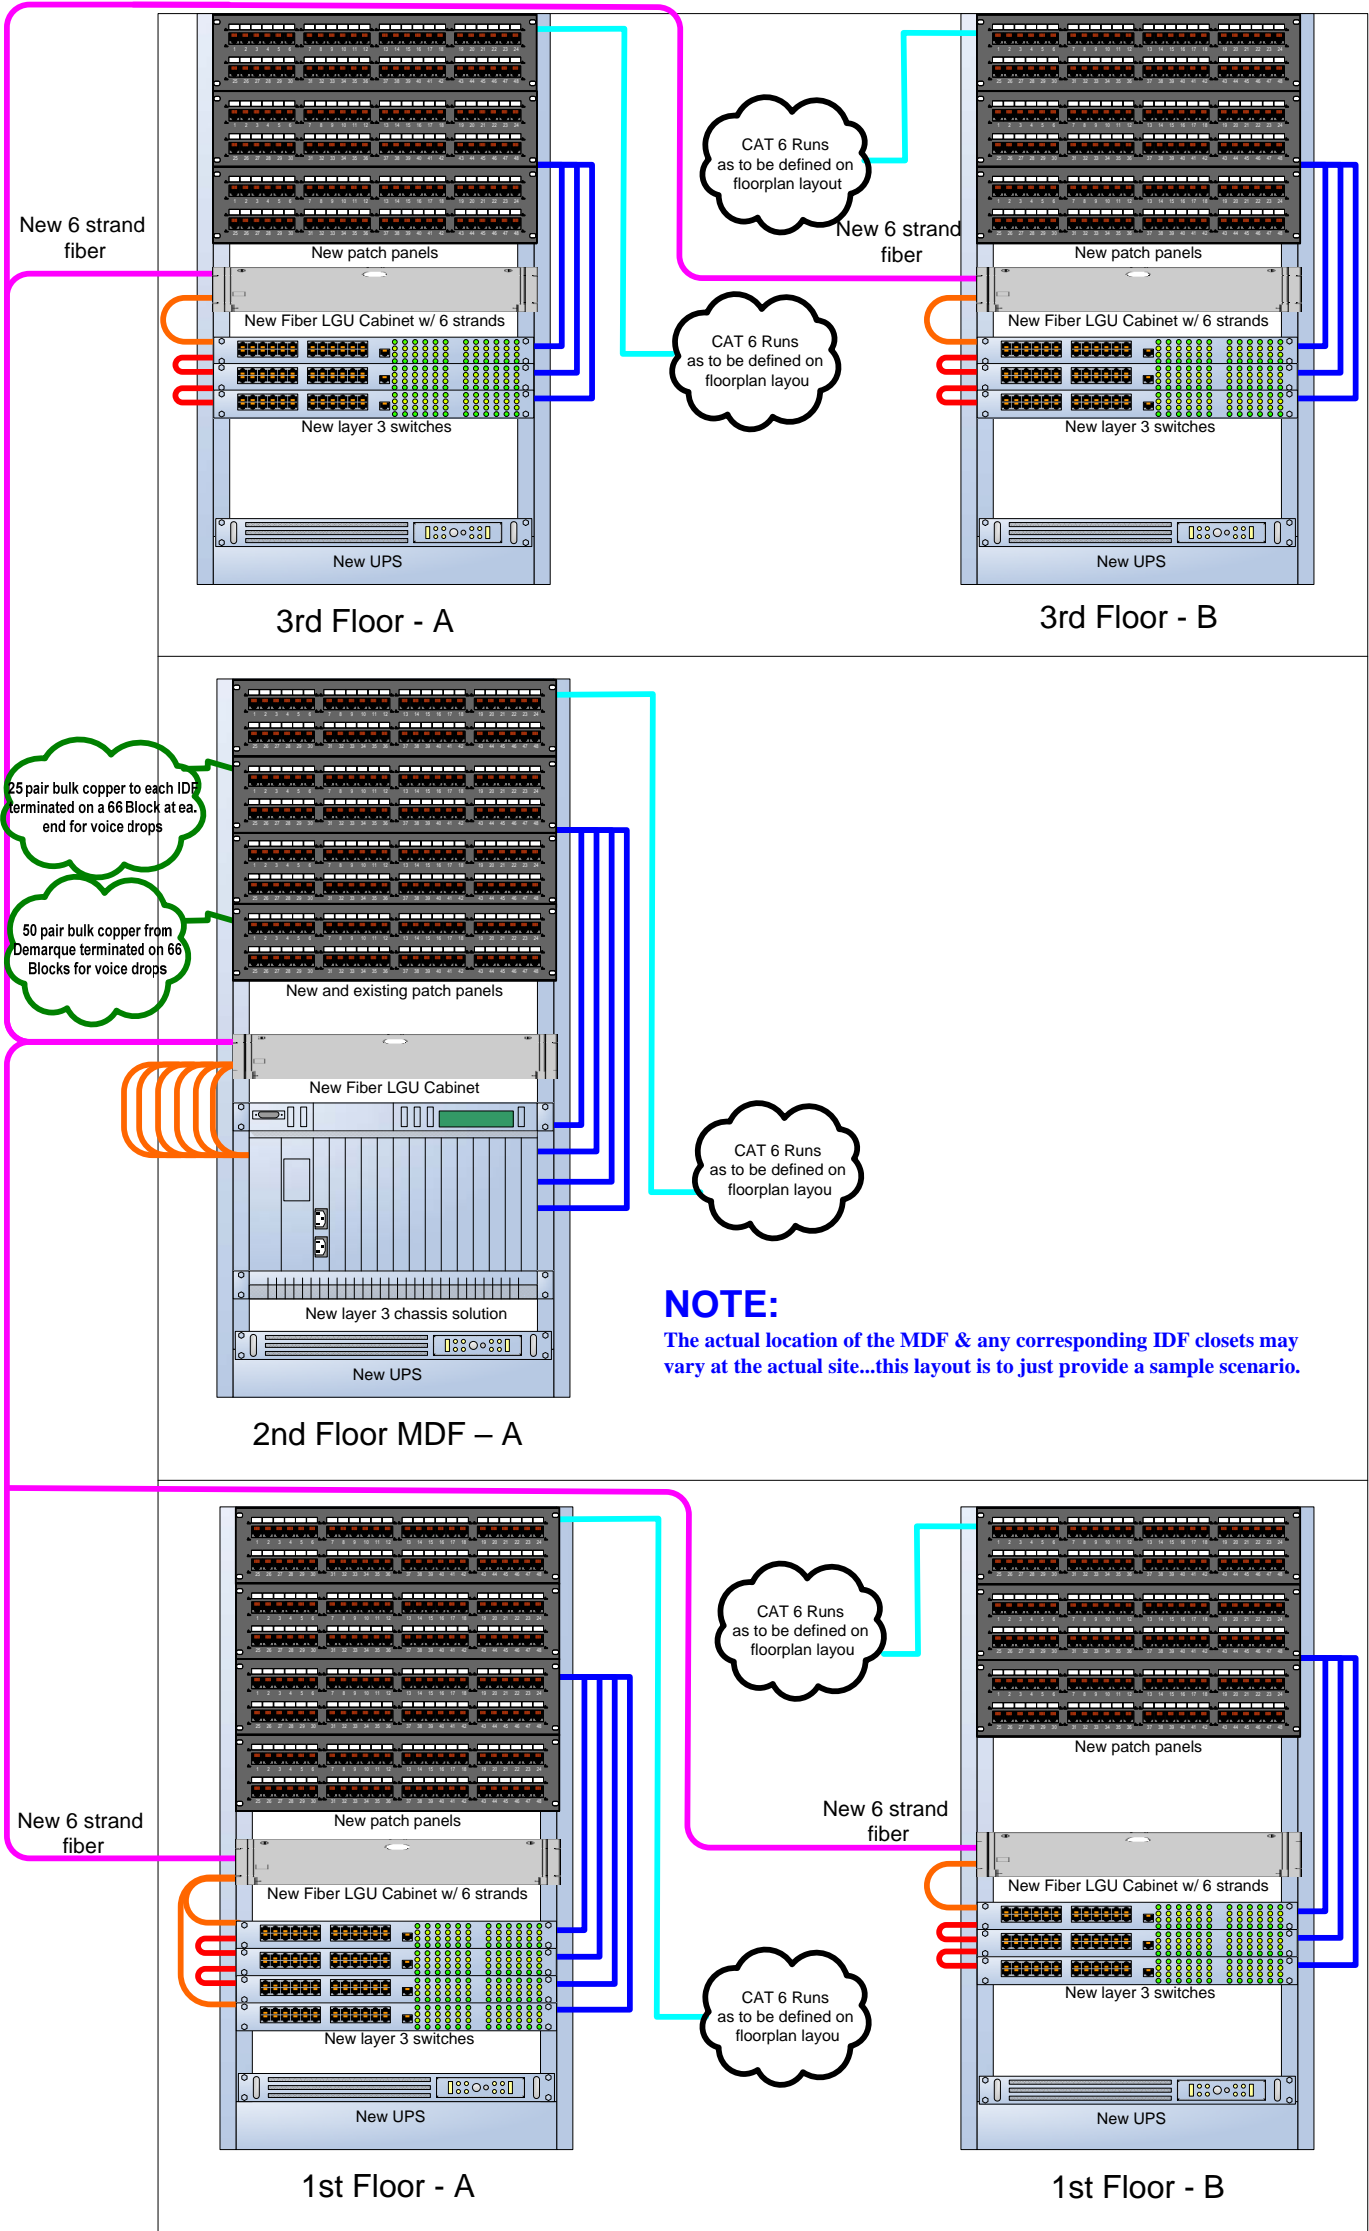 CAT 6 Runs
as to be defined on
floorplan layout
New 6 strand
fiber
New patch panels
New 6 strand
fiber
New patch panels
New Fiber LGU Cabinet w/ 6 strands
New Fiber LGU Cabinet w/ 6 strands
CAT 6 Runs
as to be defined on
floorplan layou
New layer 3 switches
New layer 3 switches
New UPS
New UPS
3rd Floor - A
3rd Floor - B
25 pair bulk copper to each IDF
terminated on a 66 Block at ea.
end for voice drops
50 pair bulk copper from
Demarque terminated on 66
Blocks for voice drops
New and existing patch panels
New Fiber LGU Cabinet
CAT 6 Runs
as to be defined on
floorplan layou
New layer 3 chassis solution
New UPS
NOTE:
The actual location of the MDF & any corresponding IDF closets may
vary at the actual site...this layout is to just provide a sample scenario.
2nd Floor MDF – A
CAT 6 Runs
as to be defined on
floorplan layou
New patch panels
New 6 strand
fiber
New patch panels
New 6 strand
fiber
New Fiber LGU Cabinet w/ 6 strands
New Fiber LGU Cabinet w/ 6 strands
CAT 6 Runs
as to be defined on
floorplan layou
New layer 3 switches
New layer 3 switches
New UPS
New UPS
1st Floor - A
1st Floor - B